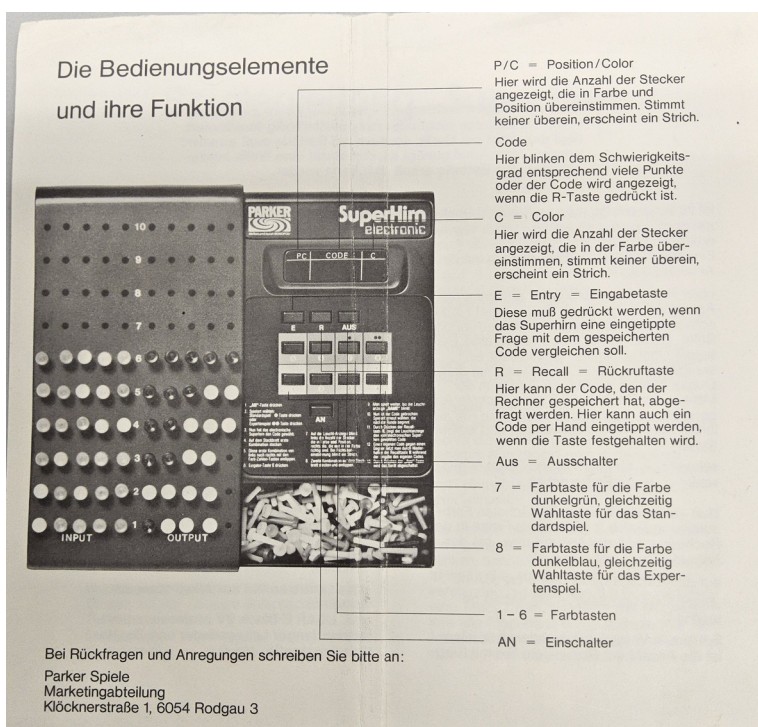 Die Bedienungselemente
und ihre Funktion
P/C = Position/Color
Hier wird die Anzahl der Stecker
angezeigt, die in Farbe und
Position übereinstimmen. Stimmt
keiner überein, erscheint ein Strich.
Code
Hier blinken dem Schwierigkeits-
grad entsprechend viele Punkte
oder der Code wird angezeigt,
wenn die R-Taste gedrückt ist.
C = Color
Hier wird die Anzahl der Stecker
angezeigt, die in der Farbe über-
einstimmen, stimmt keiner überein,
erscheint ein Strich.
E = Entry = Eingabetaste
Diese muß gedrückt werden, wenn
das Superhirn eine eingetippte
Frage mit dem gespeicherten
Code vergleichen soll.
R = Recall = Rückruftaste
Hier kann der Code, den der
Rechner gespeichert hat, abge-
fragt werden. Hier kann auch ein
Code per Hand eingetippt werden,
wenn die Taste festgehalten wird.
Aus = Ausschalter
7 = Farbtaste für die Farbe
dunkelgrün, gleichzeitig
Wahltaste für das Stan-
dardspiel.
8 = Farbtaste für die Farbe
dunkelblau, gleichzeitig
Wahltaste für das Exper-
tenspiel.
1 – 6 = Farbtasten
AN = Einschalter
PARKER
SuperHirn
electronic
PC CODE C
E R AUS
AN
10
9
8
7
6
5
4
3
2
1
INPUT OUTPUT
Bei Rückfragen und Anregungen schreiben Sie bitte an:
Parker Spiele
Marketingabteilung
Klöcknerstraße 1, 6054 Rodgau 3